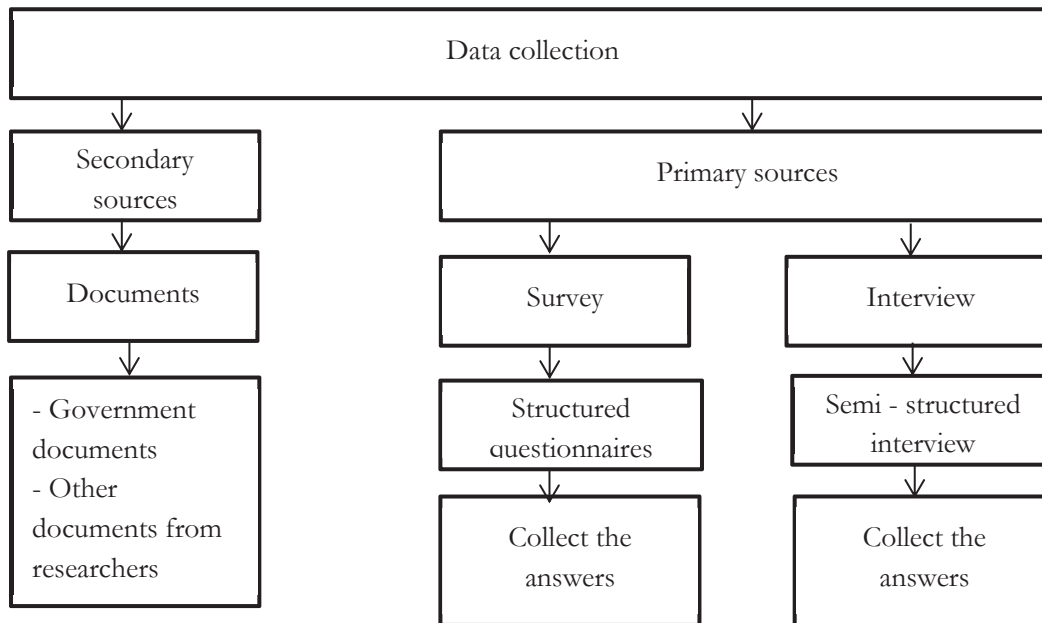 Data collection
Secondary
sources
Primary sources
Documents
Survey
Interview
- Government
documents
- Other
documents from
researchers
Structured
questionnaires
Semi - structured
interview
Collect the
answers
Collect the
answers